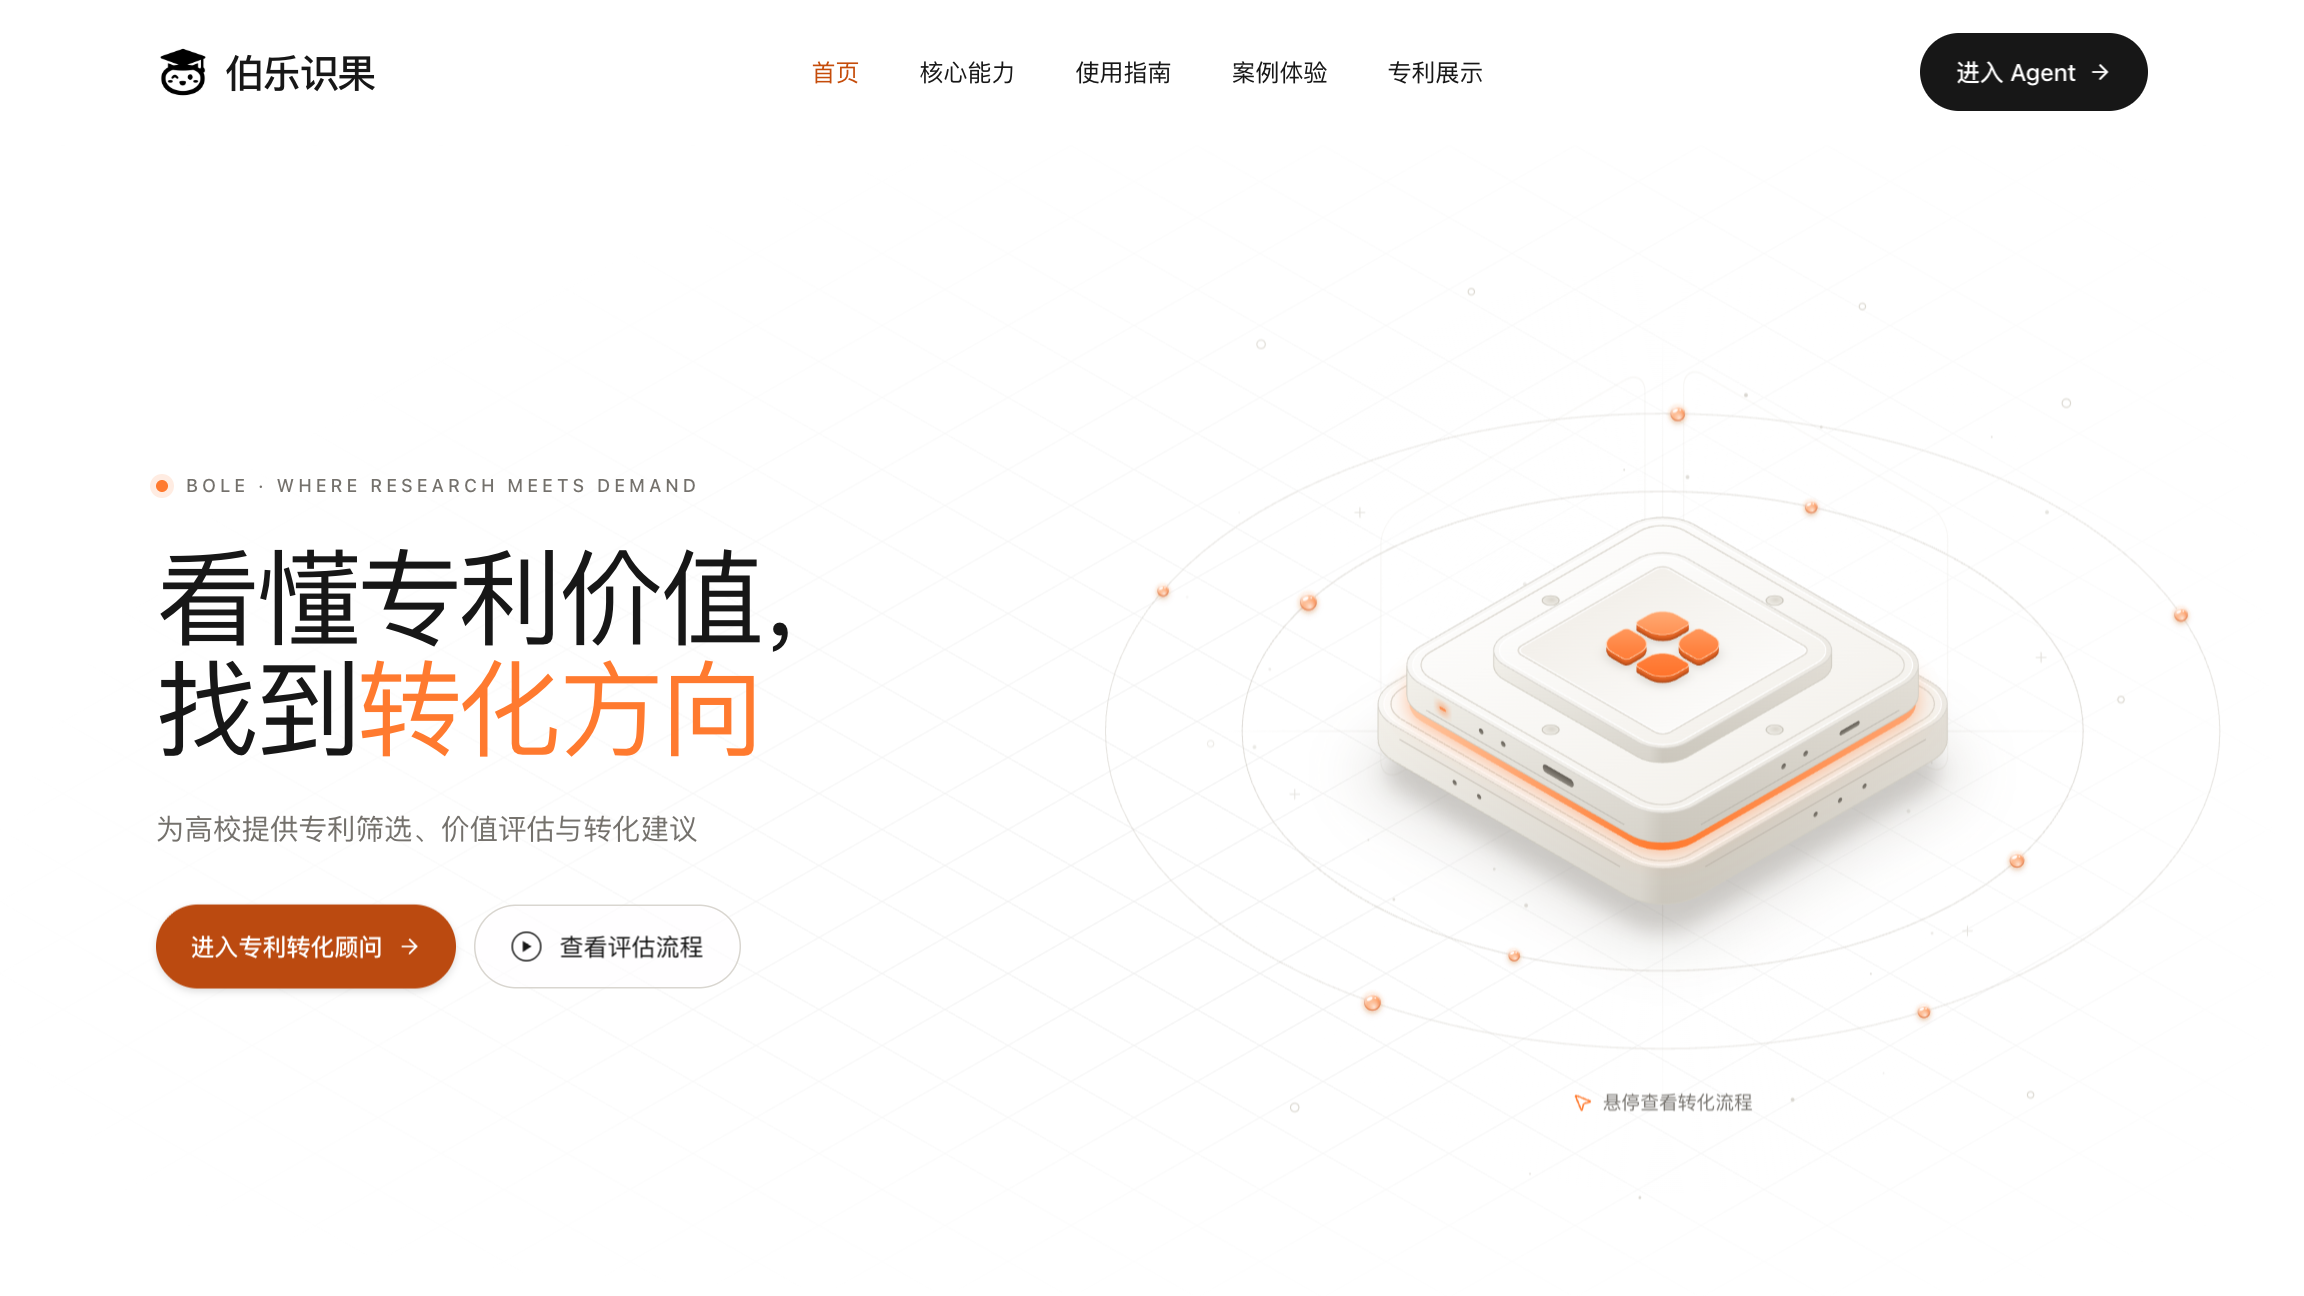 伯乐识果
首页
核心能力
使用指南
案例体验
专利展示
进入 Agent
BOLE · WHERE RESEARCH MEETS DEMAND
看懂专利价值,
找到转化方向
为高校提供专利筛选、价值评估与转化建议
进入专利转化顾问
查看评估流程
悬停查看转化流程